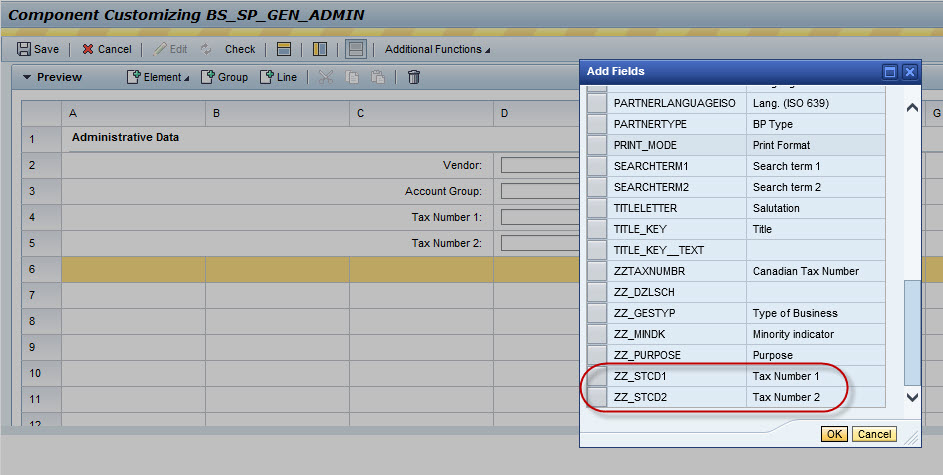 Component Customizing BS_SP_GEN_ADMIN
Save Cancel Edit Check Additional Functions
Preview Element Group Line
A B C D G
1 Administrative Data
2 Vendor:
3 Account Group:
4 Tax Number 1:
5 Tax Number 2:
6
7
8
9
10
11
12
Add Fields
PARTNERLANGUAGEISO Lang. (ISO 639)
PARTNERTYPE BP Type
PRINT_MODE Print Format
SEARCHTERM1 Search term 1
SEARCHTERM2 Search term 2
TITLELETTER Salutation
TITLE_KEY Title
TITLE_KEY__TEXT
ZZTAXNUMBR Canadian Tax Number
ZZ_DZLSCH
ZZ_GESTYP Type of Business
ZZ_MINDK Minority indicator
ZZ_PURPOSE Purpose
ZZ_STCD1 Tax Number 1
ZZ_STCD2 Tax Number 2
OK Cancel